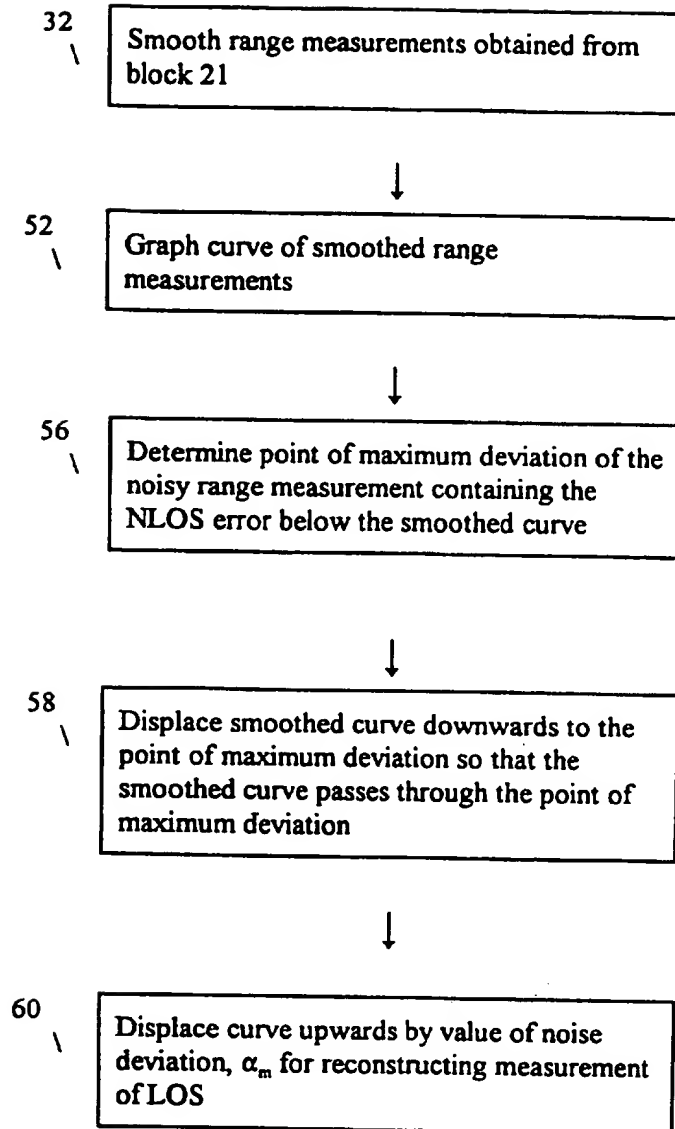 32
Smooth range measurements obtained from
block 21
52
Graph curve of smoothed range
measurements
56
Determine point of maximum deviation of the
noisy range measurement containing the
NLOS error below the smoothed curve
58
Displace smoothed curve downwards to the
point of maximum deviation so that the
smoothed curve passes through the point of
maximum deviation
60
Displace curve upwards by value of noise
deviation, αₘ for reconstructing measurement
of LOS